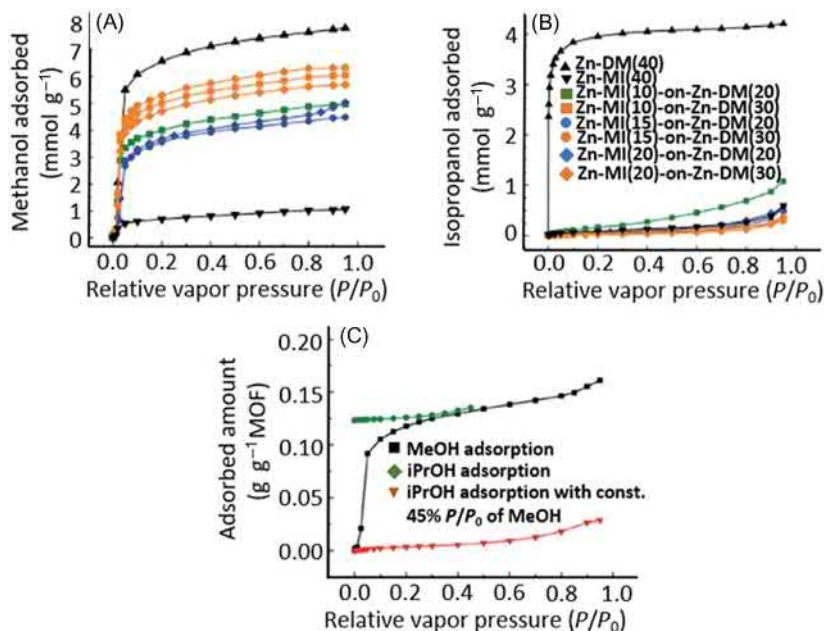 (A)
Methanol adsorbed
(mmol g⁻¹)
8
7
6
5
4
3
2
1
0
0.0 0.2 0.4 0.6 0.8 1.0
Relative vapor pressure (P/P₀)
(B)
Isopropanol adsorbed
(mmol g⁻¹)
4
3
2
4
0
Zn-DM(40)
Zn-MI(40)
Zn-MI(10)-on-Zn-DM(20)
Zn-MI(10)-on-Zn-DM(30)
Zn-MI(15)-on-Zn-DM(20)
Zn-MI(15)-on-Zn-DM(30)
Zn-MI(20)-on-Zn-DM(20)
Zn-MI(20)-on-Zn-DM(30)
0.0 0.2 0.4 0.6 0.8 1.0
Relative vapor pressure (P/P₀)
(C)
Adsorbed amount
(g g⁻¹MOF)
0.20
0.15
0.10
0.05
0.00
MeOH adsorption
iPrOH adsorption
iPrOH adsorption with const.
45% P/P₀ of MeOH
0.0 0.2 0.4 0.6 0.8 1.0
Relative vapor pressure (P/P₀)